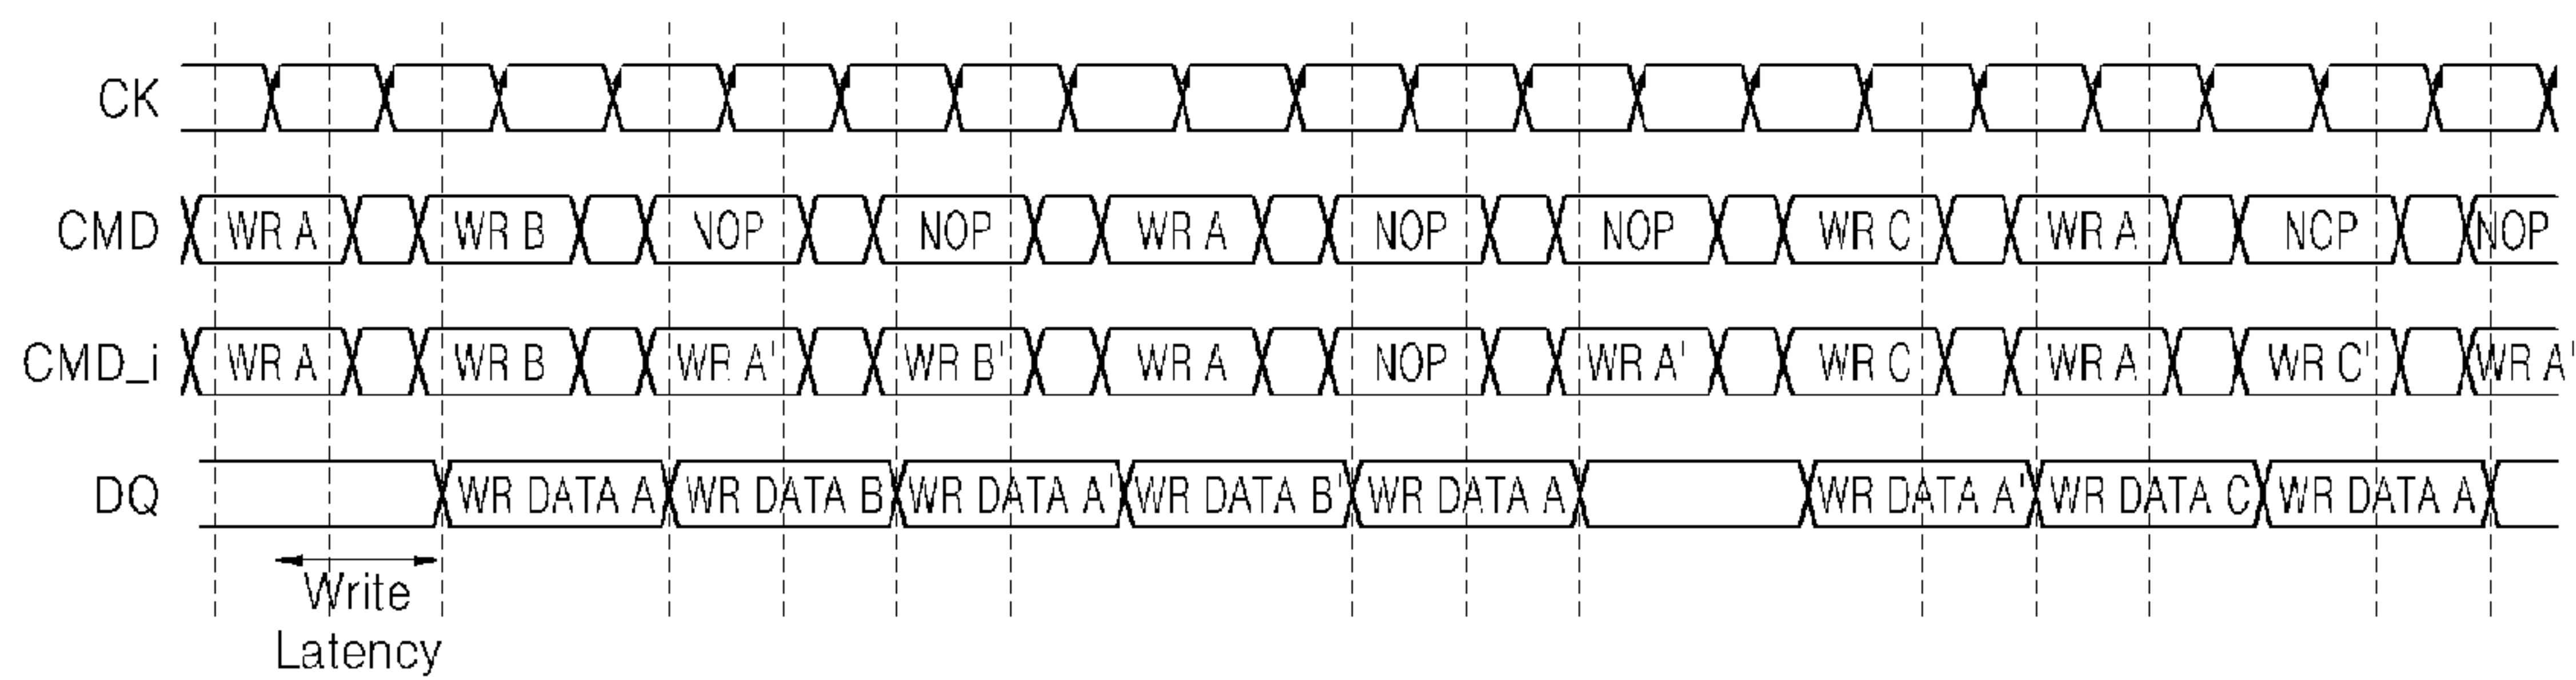 CK
CMD WR A WR B NOP NOP WR A NOP NOP WR C WR A NCP NOP
CMD_i WR A WR B WR A' WR B' WR A NOP WR A' WR C WR A WR C' WR A'
DQ WR DATA A WR DATA B WR DATA A' WR DATA B' WR DATA A WR DATA A' WR DATA C WR DATA A
Write
Latency